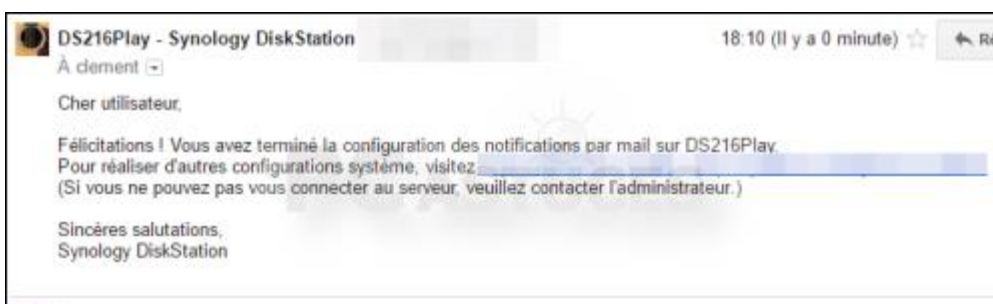 DS216Play - Synology DiskStation
18:10 (Il y a 0 minute)
À clement
Cher utilisateur,
Félicitations ! Vous avez terminé la configuration des notifications par mail sur DS216Play.
Pour réaliser d'autres configurations système, visitez
(Si vous ne pouvez pas vous connecter au serveur, veuillez contacter l'administrateur.)
Sincères salutations,
Synology DiskStation